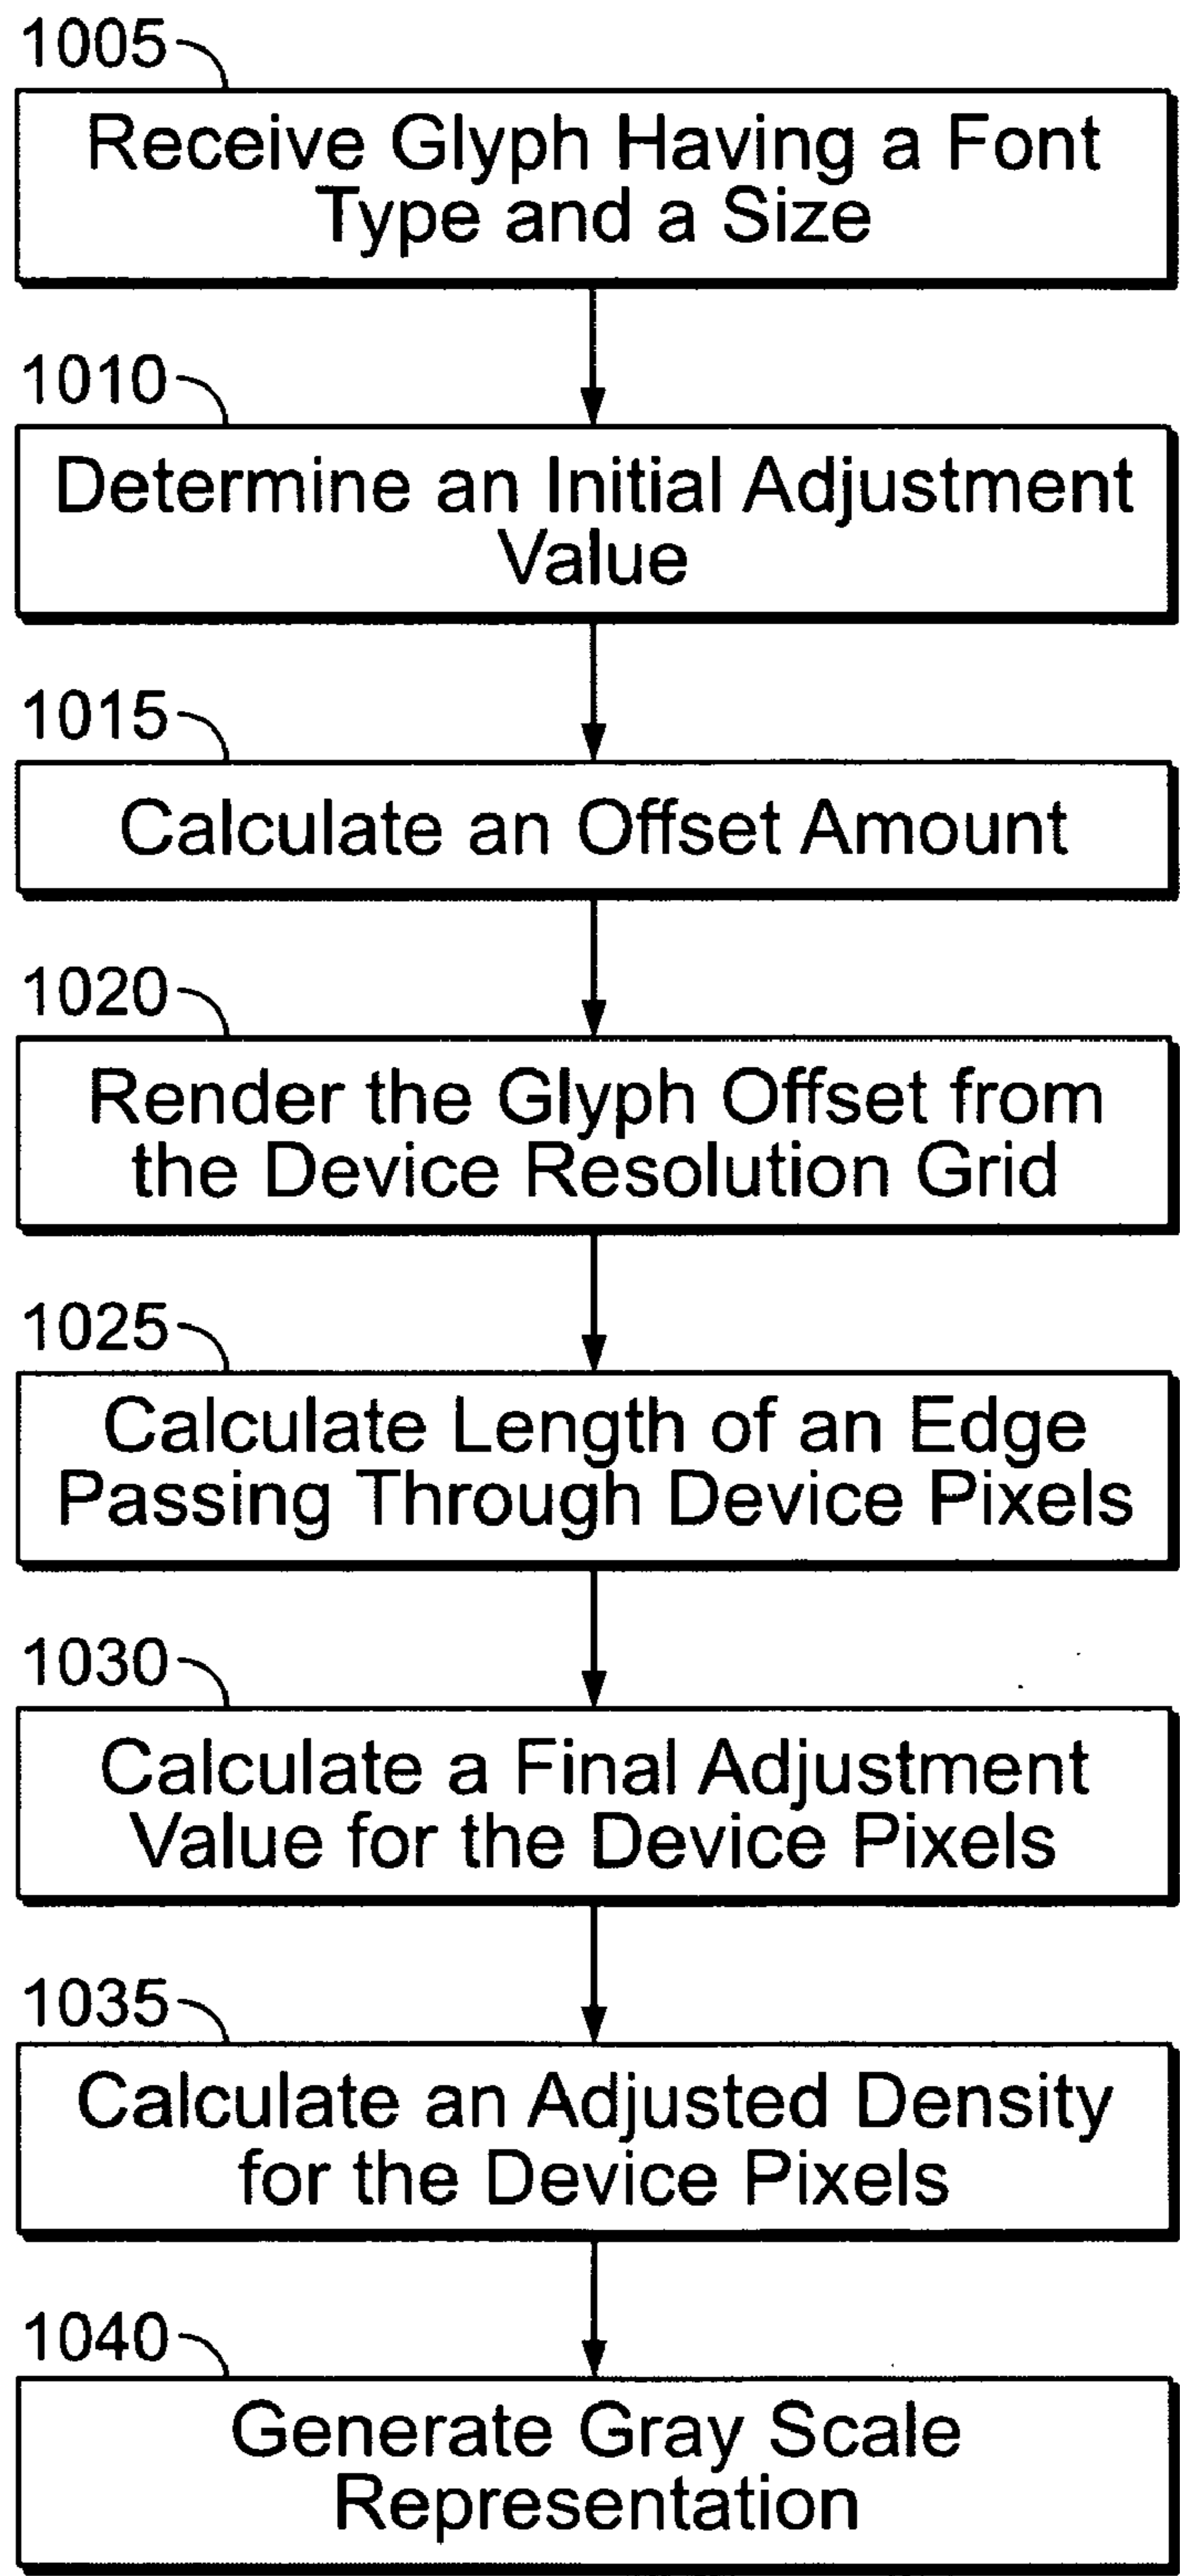 1005
Receive Glyph Having a Font
Type and a Size
1010
Determine an Initial Adjustment
Value
1015
Calculate an Offset Amount
1020
Render the Glyph Offset from
the Device Resolution Grid
1025
Calculate Length of an Edge
Passing Through Device Pixels
1030
Calculate a Final Adjustment
Value for the Device Pixels
1035
Calculate an Adjusted Density
for the Device Pixels
1040
Generate Gray Scale
Representation